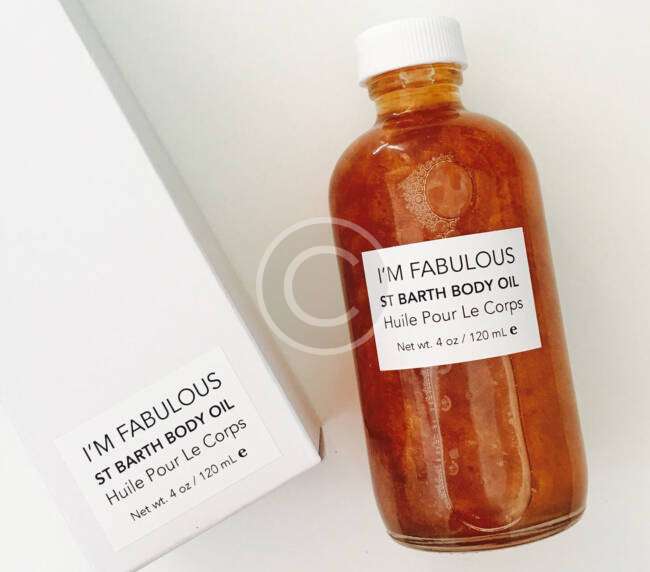 I'M FABULOUS
ST BARTH BODY OIL
Huile Pour Le Corps
Net wt. 4 oz / 120 mL e
I'M FABULOUS
ST BARTH BODY OIL
Huile Pour Le Corps
Net wt. 4 oz / 120 mL e
©